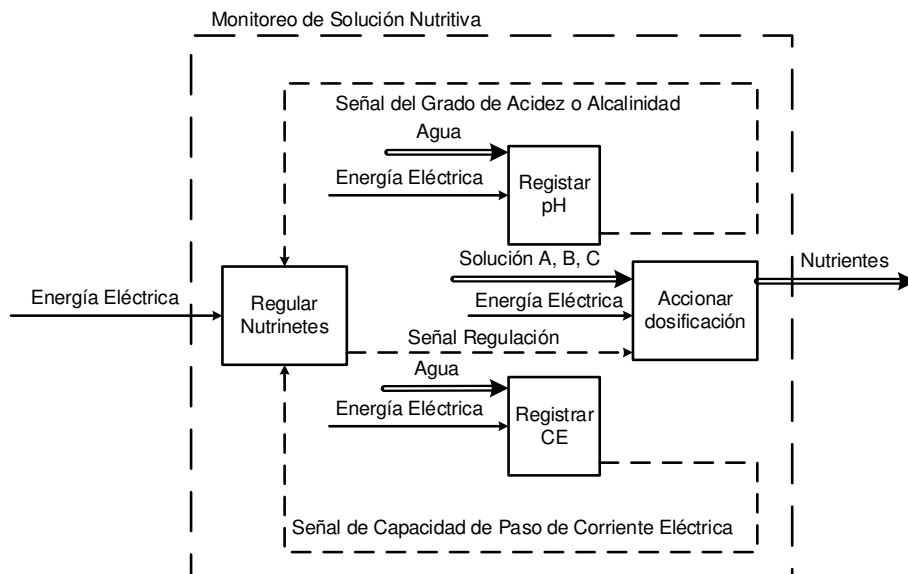 Monitoreo de Solución Nutritiva
Señal del Grado de Acidez o Alcalinidad
Agua
Energía Eléctrica
Registar
pH
Solución A, B, C
Energía Eléctrica
Accionar
dosificación
Nutrientes
Energía Eléctrica
Regular
Nutrinetes
Señal Regulación
Agua
Energía Eléctrica
Registrar
CE
Señal de Capacidad de Paso de Corriente Eléctrica